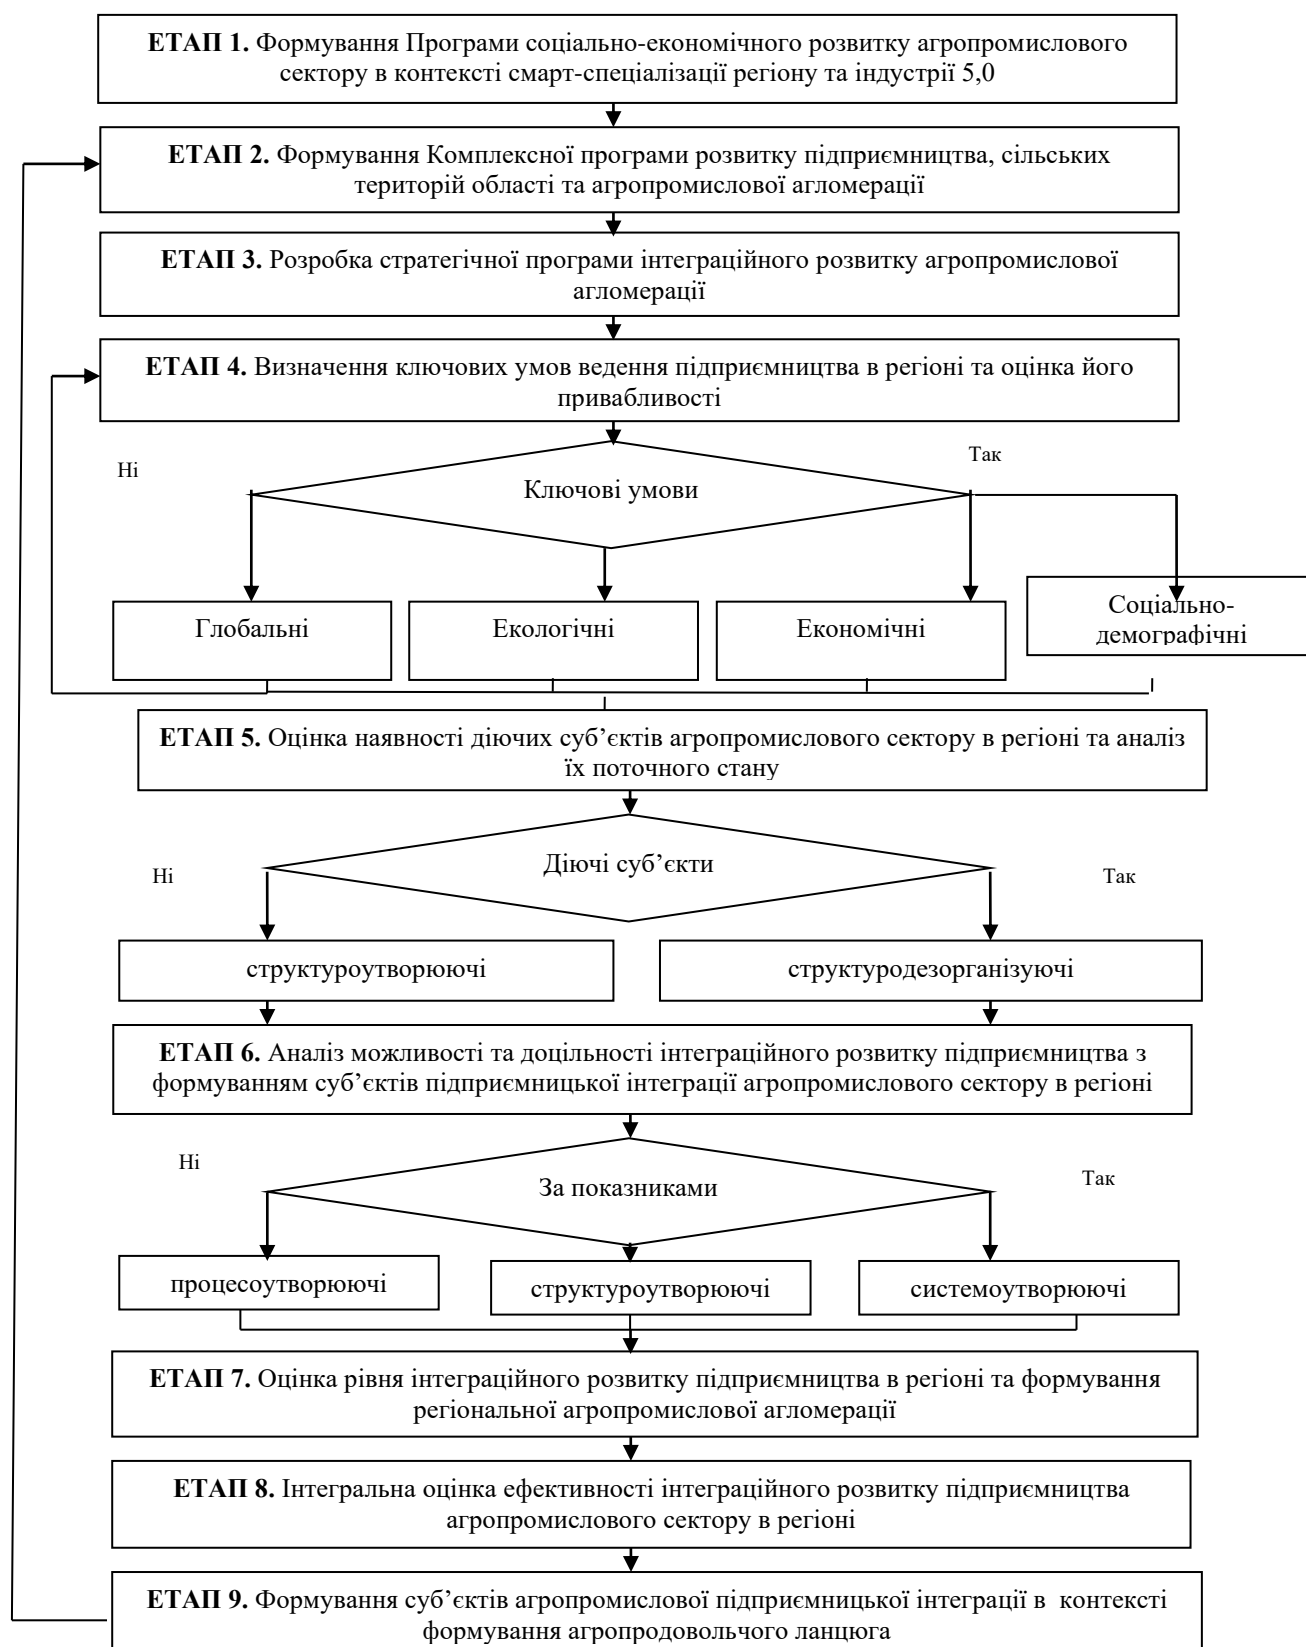 ЕТАП 1. Формування Програми соціально-економічного розвитку агропромислового
сектору в контексті смарт-спеціалізації регіону та індустрії 5,0
ЕТАП 2. Формування Комплексної програми розвитку підприємництва, сільських
територій області та агропромислової агломерації
ЕТАП 3. Розробка стратегічної програми інтеграційного розвитку агропромислової
агломерації
ЕТАП 4. Визначення ключових умов ведення підприємництва в регіоні та оцінка його
привабливості
Ні
Так
Ключові умови
Глобальні
Екологічні
Економічні
Соціально-
демографічні
ЕТАП 5. Оцінка наявності діючих суб’єктів агропромислового сектору в регіоні та аналіз
їх поточного стану
Діючі суб’єкти
Ні
Так
структуроутворюючі
структуродезорганізуючі
ЕТАП 6. Аналіз можливості та доцільності інтеграційного розвитку підприємництва з
формуванням суб’єктів підприємницької інтеграції агропромислового сектору в регіоні
Ні
Так
За показниками
процесоутворюючі
структуроутворюючі
системоутворюючі
ЕТАП 7. Оцінка рівня інтеграційного розвитку підприємництва в регіоні та формування
регіональної агропромислової агломерації
ЕТАП 8. Інтегральна оцінка ефективності інтеграційного розвитку підприємництва
агропромислового сектору в регіоні
ЕТАП 9. Формування суб’єктів агропромислової підприємницької інтеграції в контексті
формування агропродовольчого ланцюга